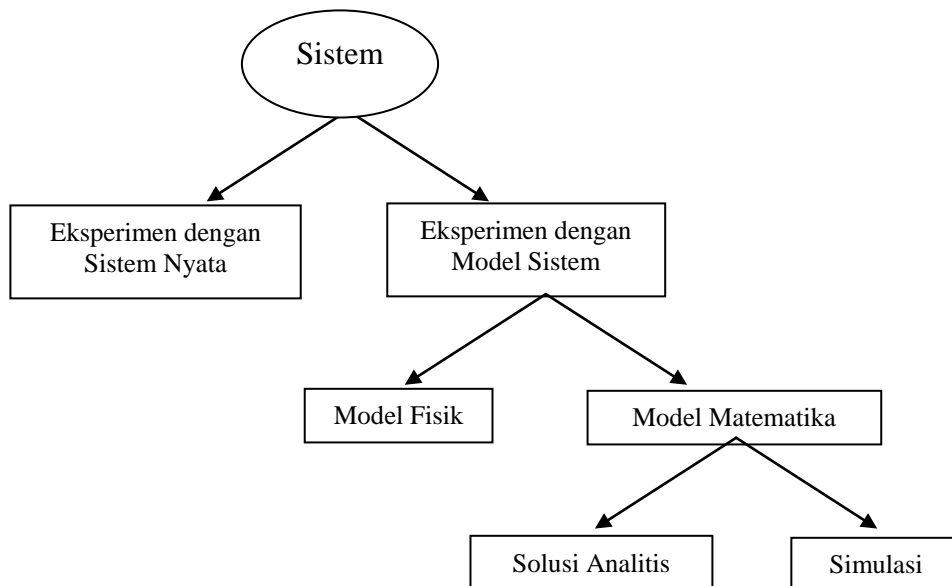 Sistem
Eksperimen dengan
Sistem Nyata
Eksperimen dengan
Model Sistem
Model Fisik
Model Matematika
Solusi Analitis
Simulasi